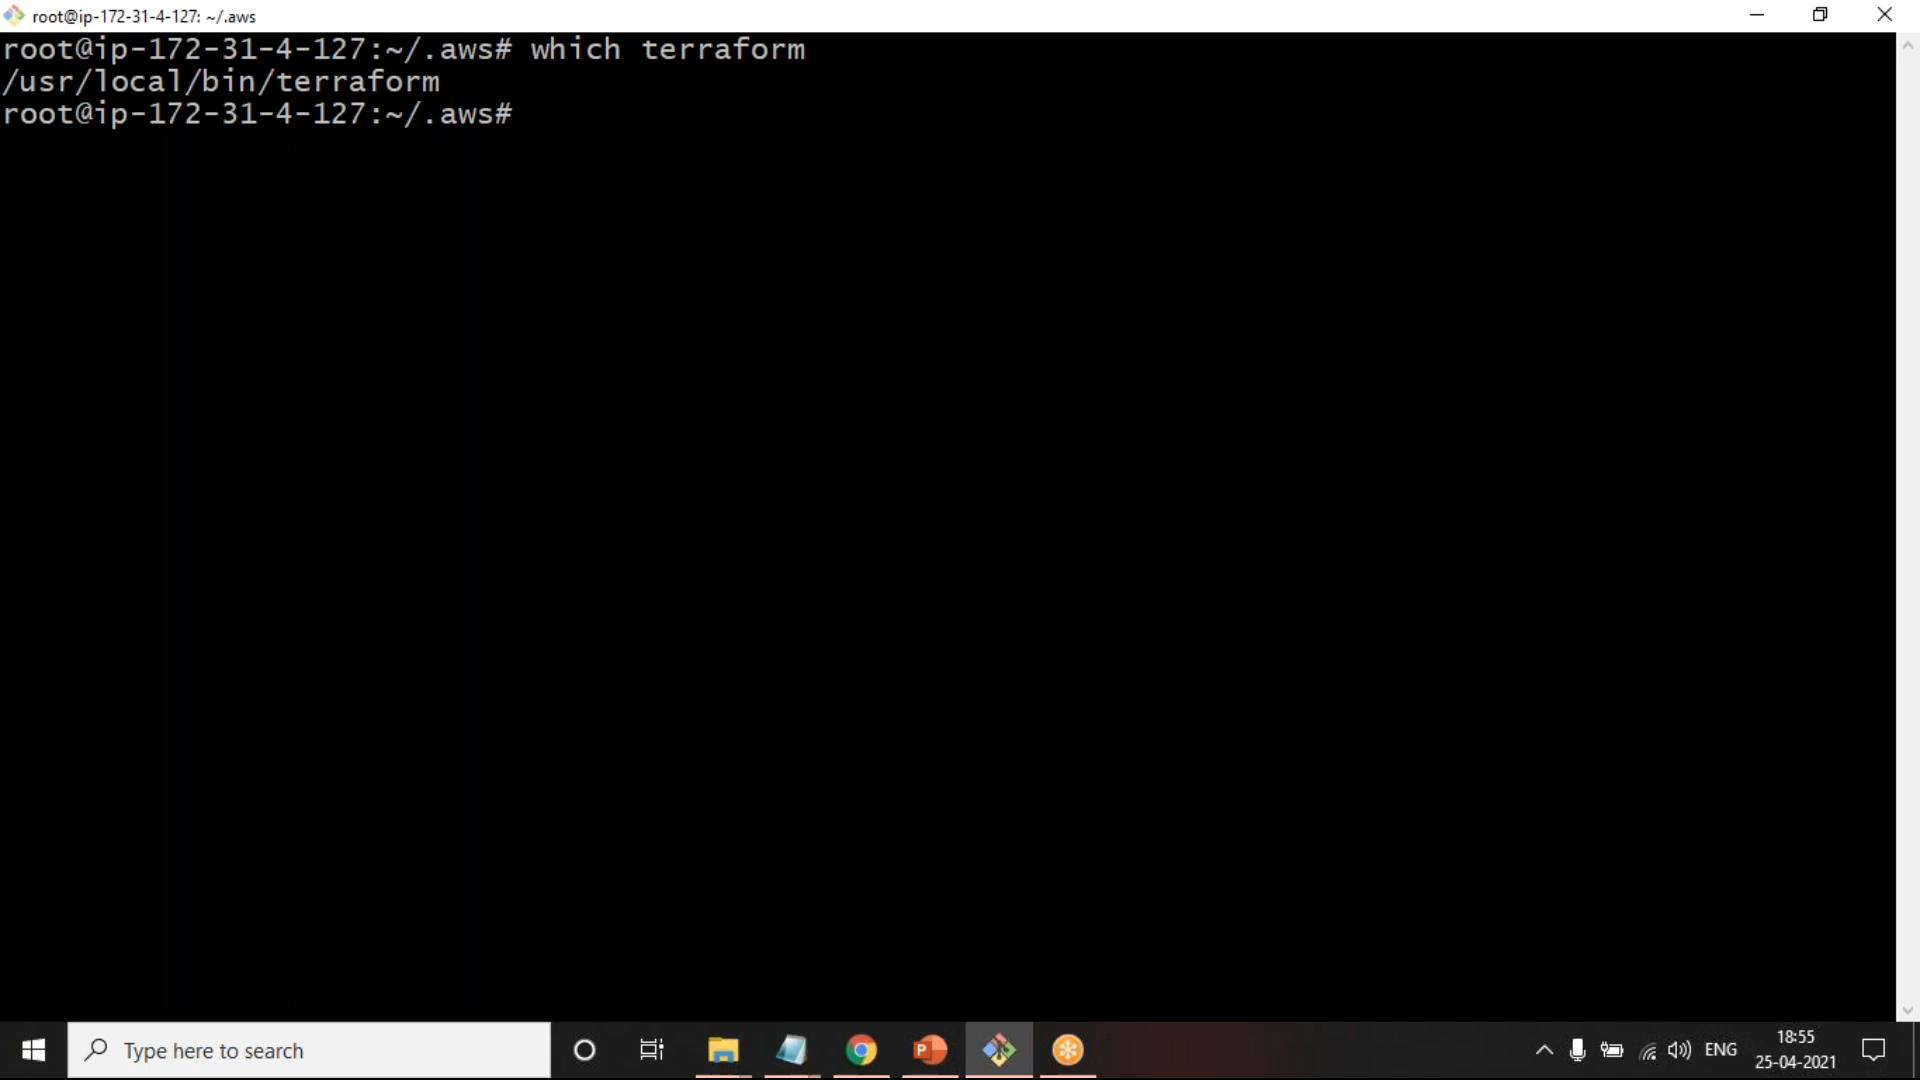 root@ip-172-31-4-127: ~/.aws
root@ip-172-31-4-127:~/.aws# which terraform
/usr/local/bin/terraform
root@ip-172-31-4-127:~/.aws#
Type here to search
P
ENG
18:55
25-04-2021